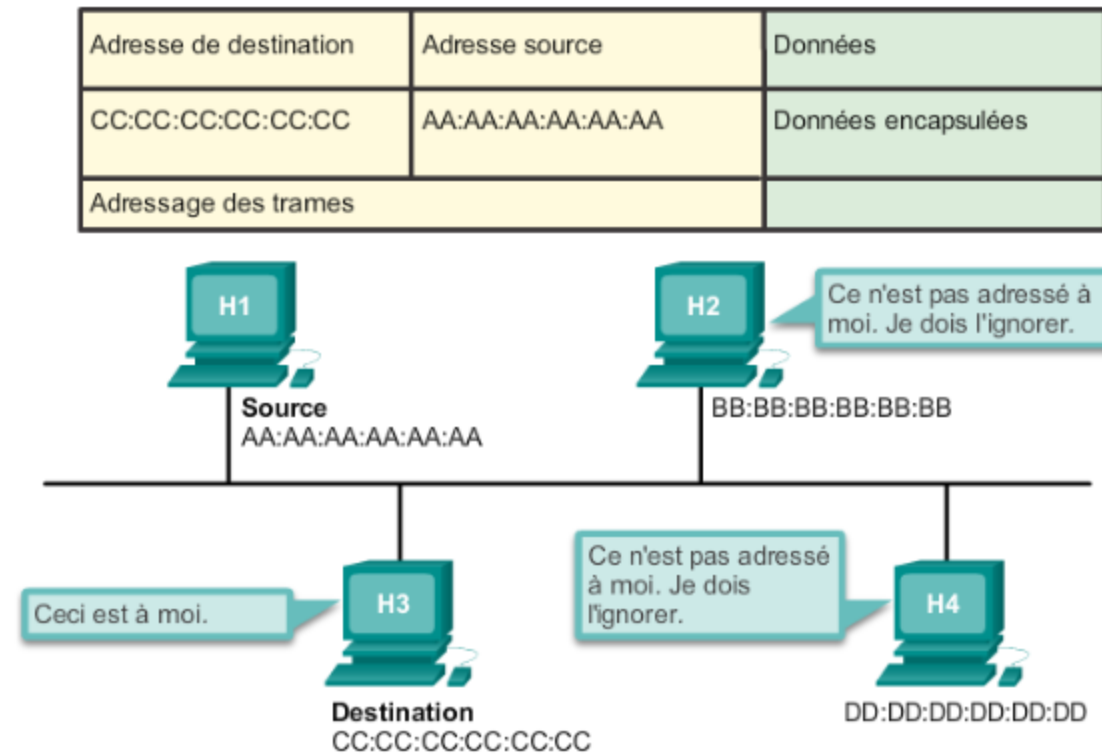 Adresse de destination
Adresse source
Données
CC:CC:CC:CC:CC:CC
AA:AA:AA:AA:AA:AA
Données encapsulées
Adressage des trames
H1
H2
Ce n'est pas adressé à
moi. Je dois l'ignorer.
Source
AA:AA:AA:AA:AA:AA
BB:BB:BB:BB:BB:BB
Ceci est à moi.
H3
Ce n'est pas adressé
à moi. Je dois
l'ignorer.
H4
Destination
CC:CC:CC:CC:CC:CC
DD:DD:DD:DD:DD:DD